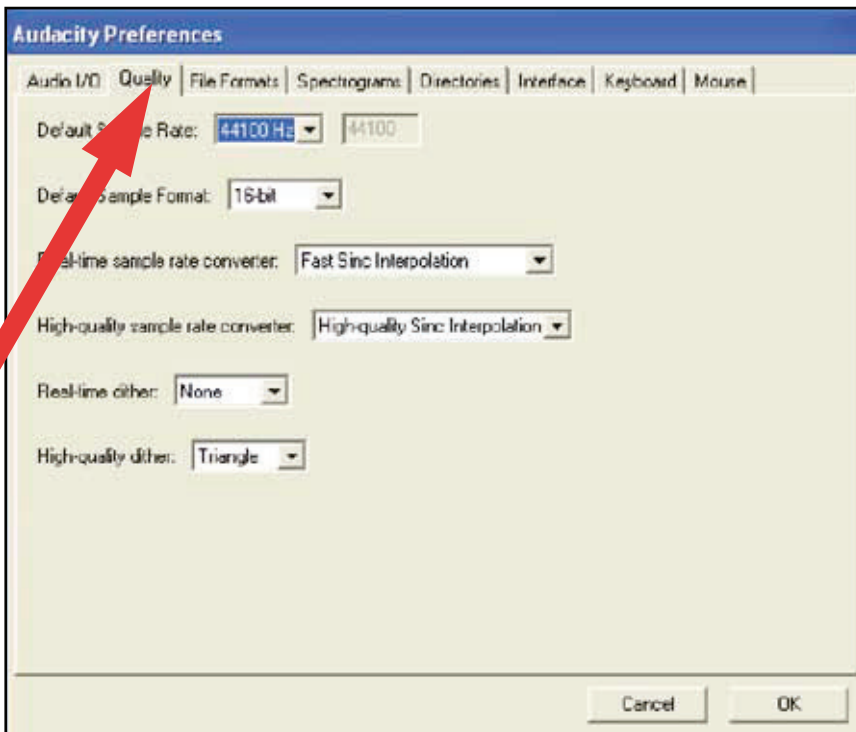 Audacity Preferences
Audio I/O Quality File Formats Spectrograms Directories Interface Keyboard Mouse
Default Rate: 44100 Hz 44100
Sample Format: 16-bit
sample rate converter: Fast Sinc Interpolation
High-quality sample rate converter: High-quality Sinc Interpolation
Real-time dither: None
High-quality dither: Triangle
Cancel OK